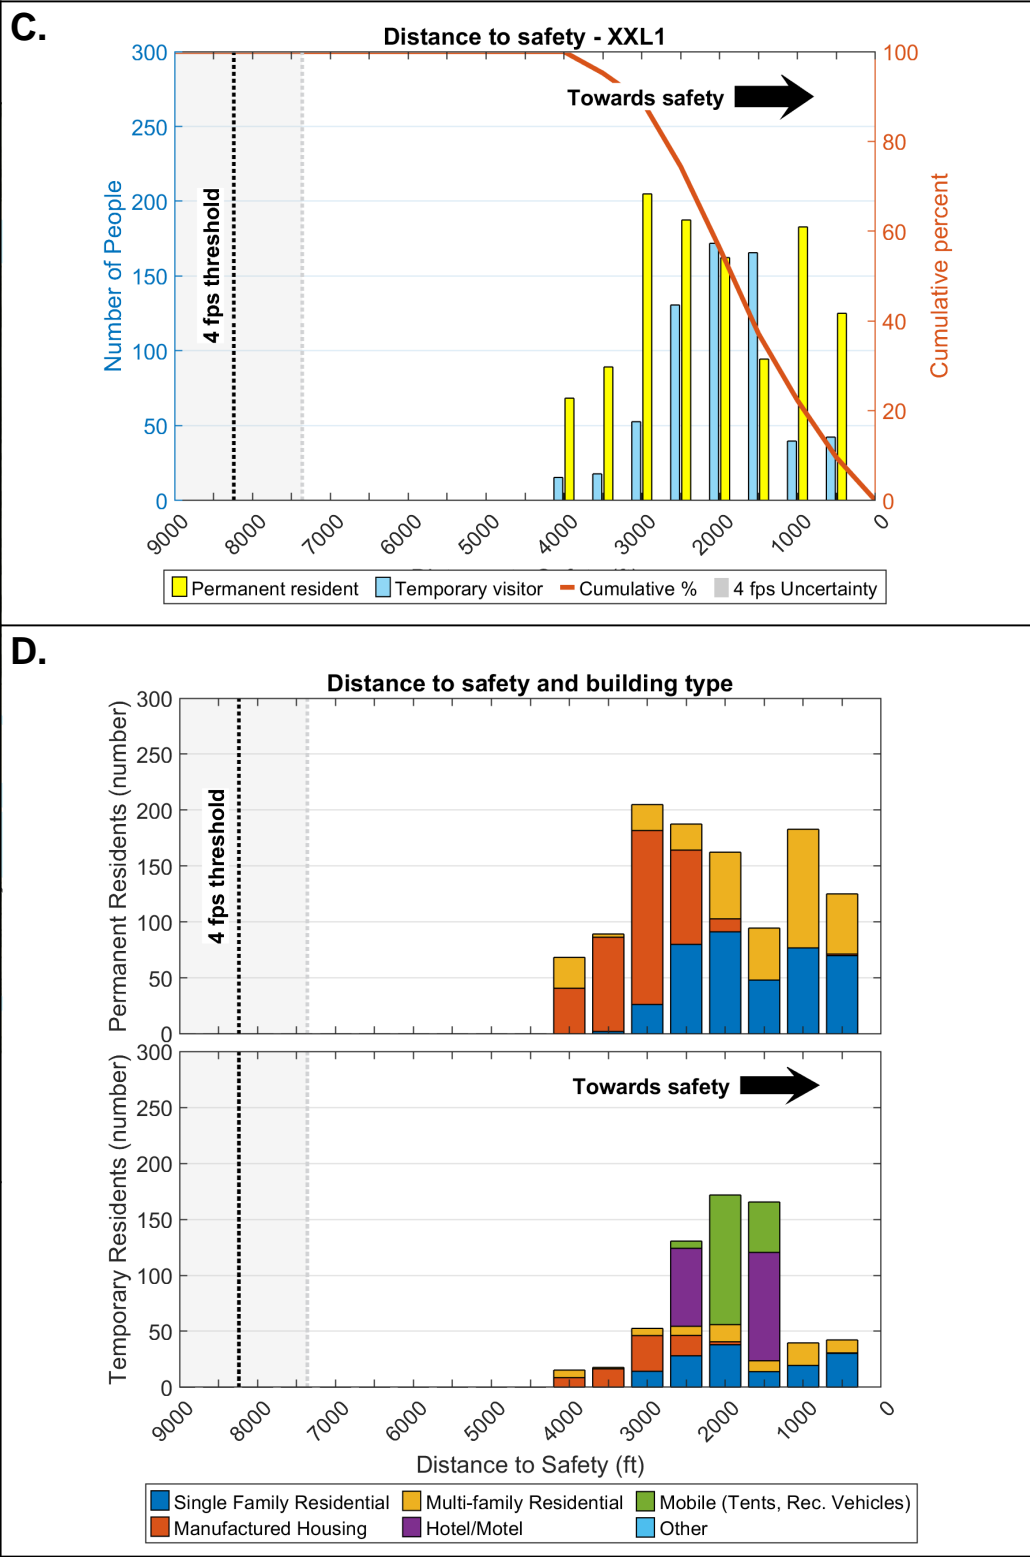 C.
Distance to safety - XXL1
300
250
200
150
100
50
0
Number of People
100
80
60
40
20
0
Cumulative percent
Towards safety
4 fps threshold
9000 8000 7000 6000 5000 4000 3000 2000 1000 0
Permanent resident Temporary visitor Cumulative % 4 fps Uncertainty
D.
Distance to safety and building type
300
250
200
150
100
50
0
Permanent Residents (number)
4 fps threshold
300
250
200
150
100
50
0
Temporary Residents (number)
Towards safety
9000 8000 7000 6000 5000 4000 3000 2000 1000 0
Distance to Safety (ft)
Single Family Residential Multi-family Residential Mobile (Tents, Rec. Vehicles)
Manufactured Housing Hotel/Motel Other